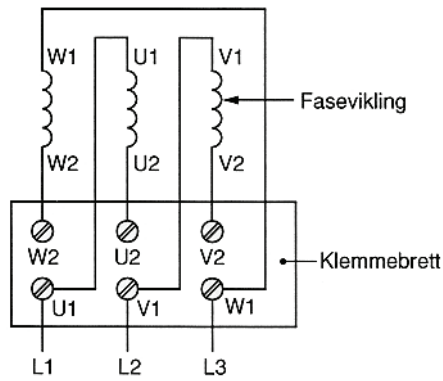 W1 U1 V1
Fasevikling
W2 U2 V2
W2 U2 V2
Klemmebrett
U1 V1 W1
L1 L2 L3